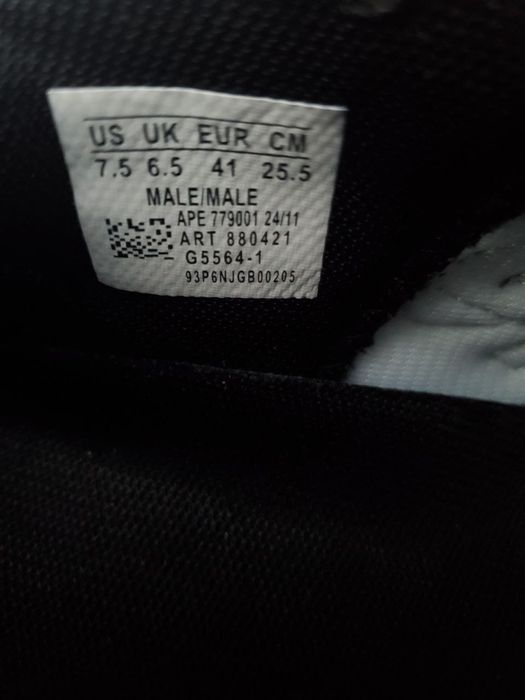 US UK EUR CM
7.5 6.5 41 25.5
MALE/MALE
APE 779001 24/11
ART 880421
G5564-1
93P6NJGB00205